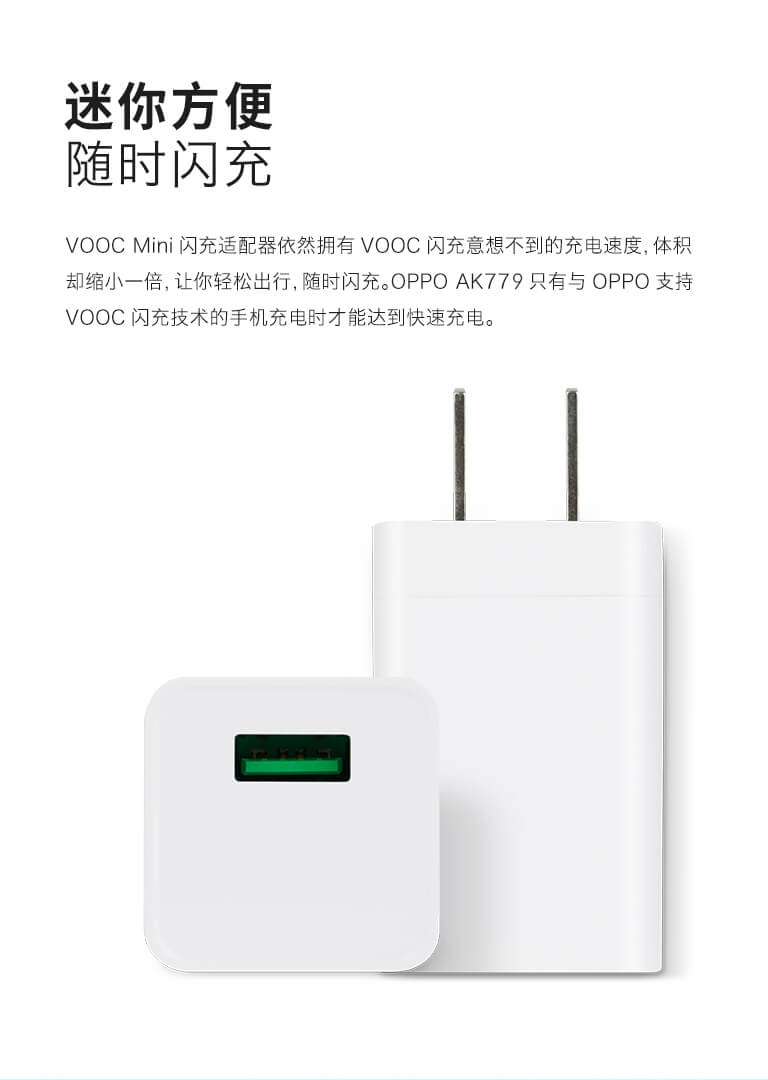 迷你方便
随时闪充
VOOC Mini 闪充适配器依然拥有 VOOC 闪充意想不到的充电速度, 体积
却缩小一倍, 让你轻松出行, 随时闪充。OPPO AK779 只有与 OPPO 支持
VOOC 闪充技术的手机充电时才能达到快速充电。